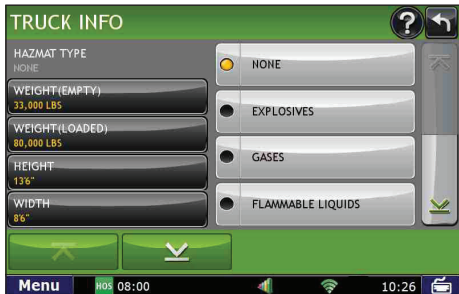 TRUCK INFO
?
HAZMAT TYPE
NONE
WEIGHT(EMPTY)
33,000 LBS
WEIGHT(LOADED)
80,000 LBS
HEIGHT
13'6"
WIDTH
8'6"
NONE
EXPLOSIVES
GASES
FLAMMABLE LIQUIDS
Menu HOS 08:00 10:26